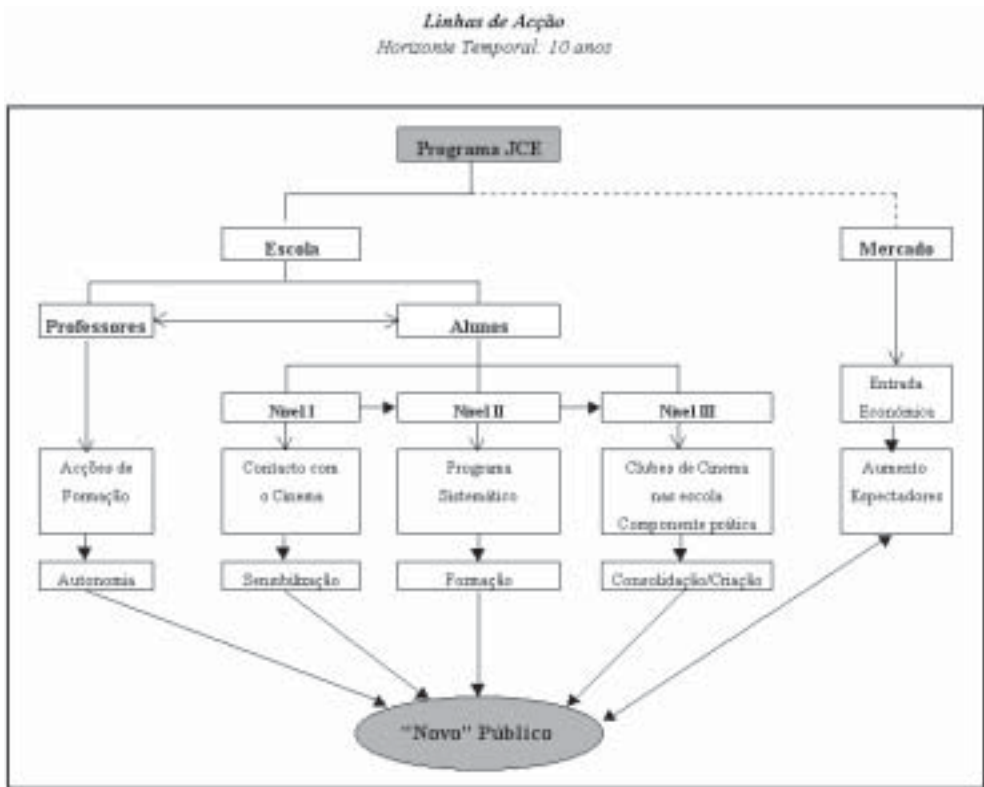 Linhas de Acção
Horizonte Temporal: 10 anos
Programa JCE
Escola
Mercado
Professores
Alunos
Entrada
Económica
Nível I
Nível II
Nível III
Acções de
Formação
Contacto com
o Cinema
Programa
Sistemático
Clubes de Cinema
nas escola
Componente prática
Aumento
Espectadores
Autonomia
Sensibilização
Formação
Consolidação/Criação
"Novo" Público